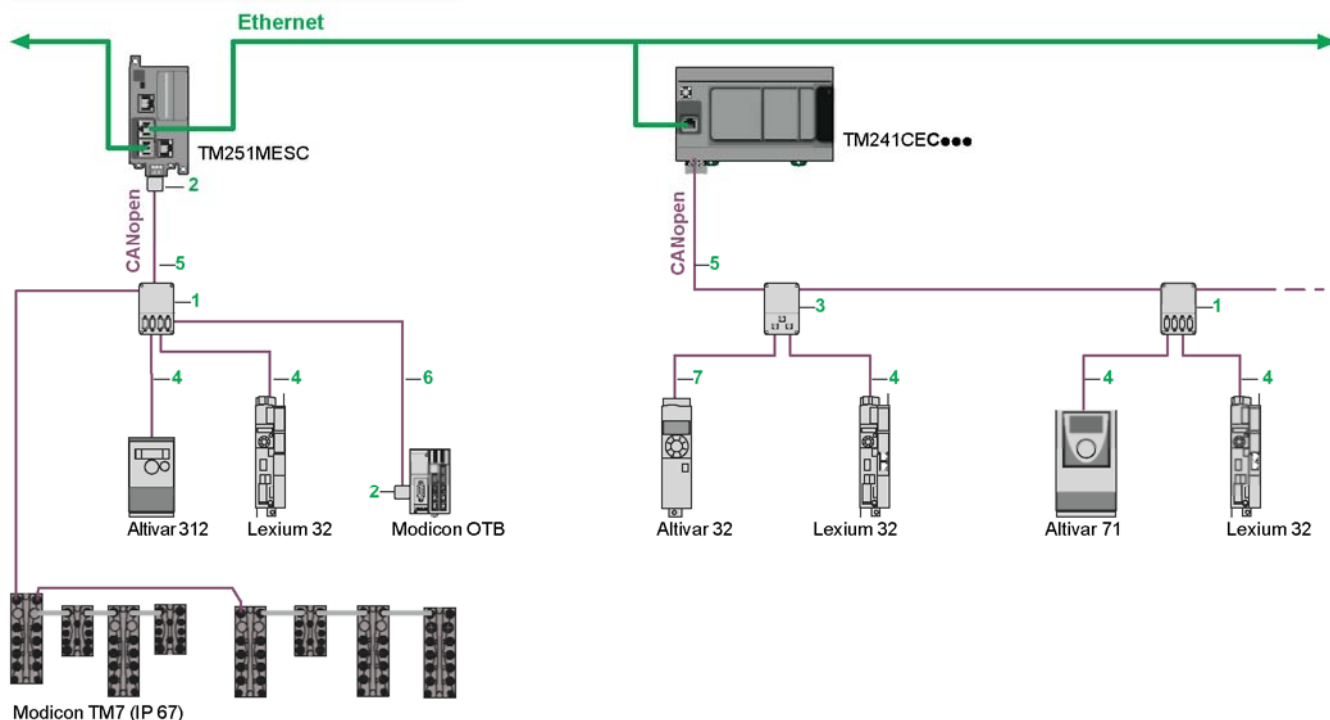 Ethernet
TM251MESC
TM241CEC●●●
2
CANopen
CANopen
5
5
1
3
1
4
4
6
7
4
4
4
2
Altivar 312
Lexium 32
Modicon OTB
Altivar 32
Lexium 32
Altivar 71
Lexium 32
Modicon TM7 (IP 67)